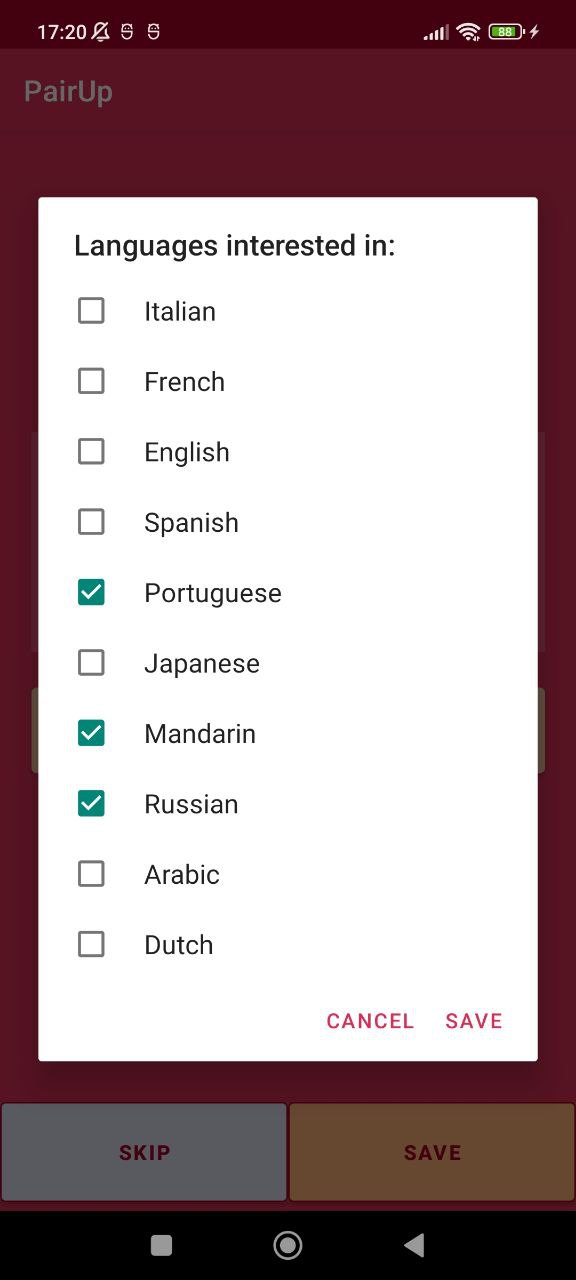 17:20
88
PairUp
Languages interested in:
Italian
French
English
Spanish
Portuguese
Japanese
Mandarin
Russian
Arabic
Dutch
CANCEL SAVE
SKIP SAVE